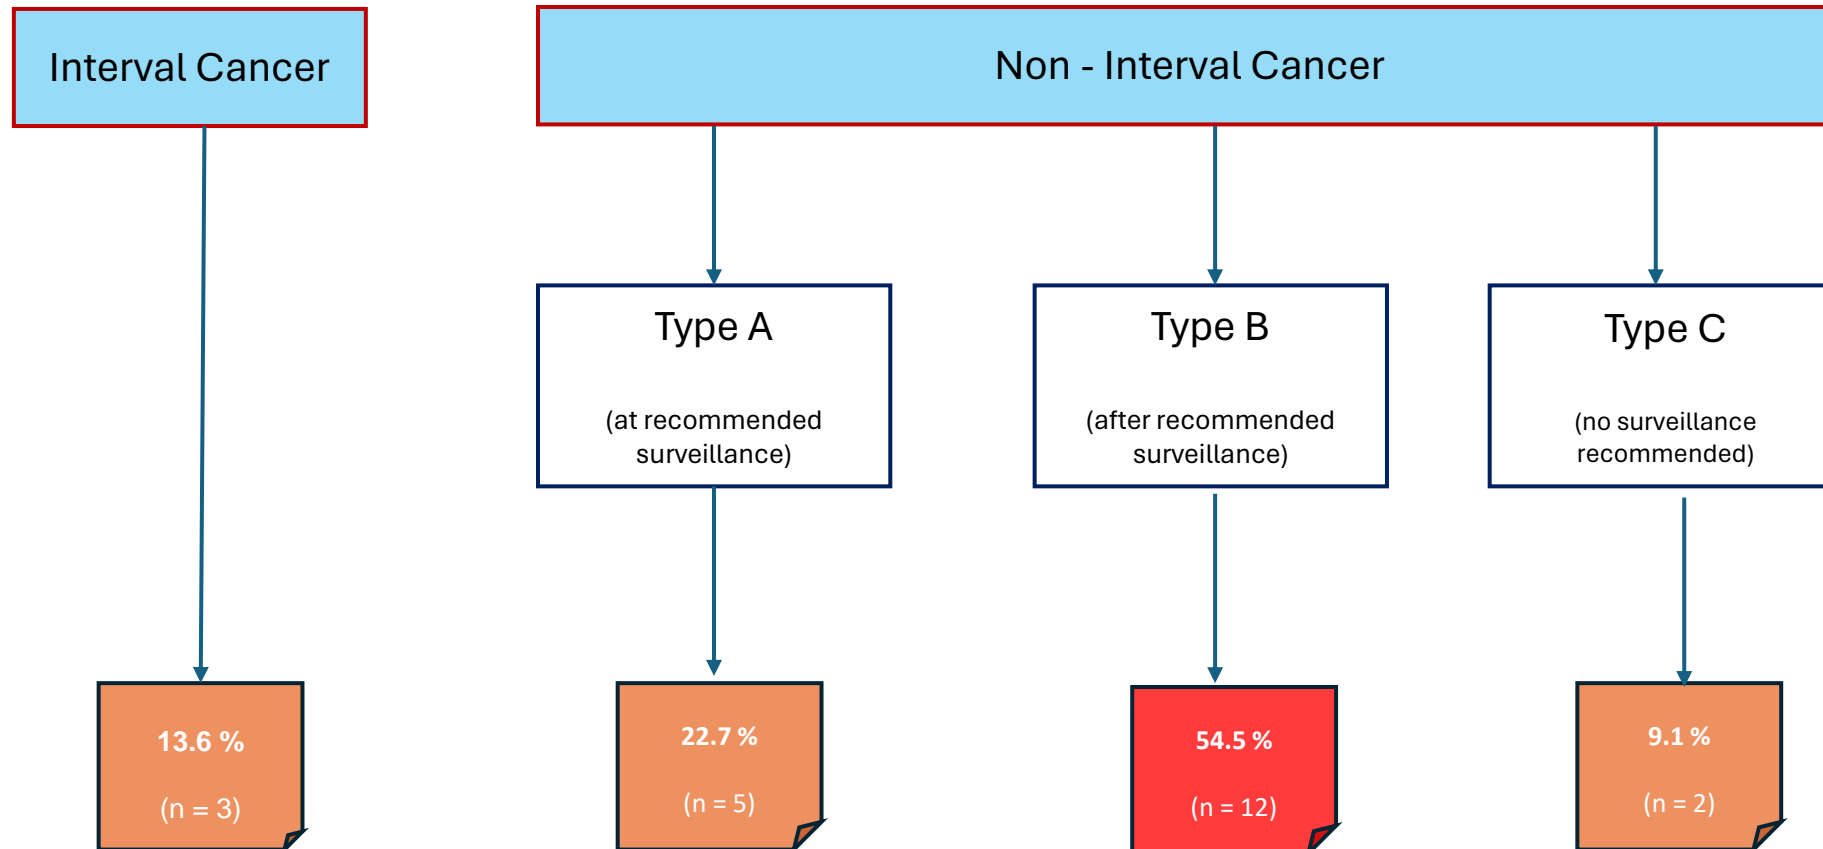 Interval Cancer
Non - Interval Cancer
Type A
(at recommended
surveillance)
Type B
(after recommended
surveillance)
Type C
(no surveillance
recommended)
13.6 %
(n = 3)
22.7 %
(n = 5)
54.5 %
(n = 12)
9.1 %
(n = 2)